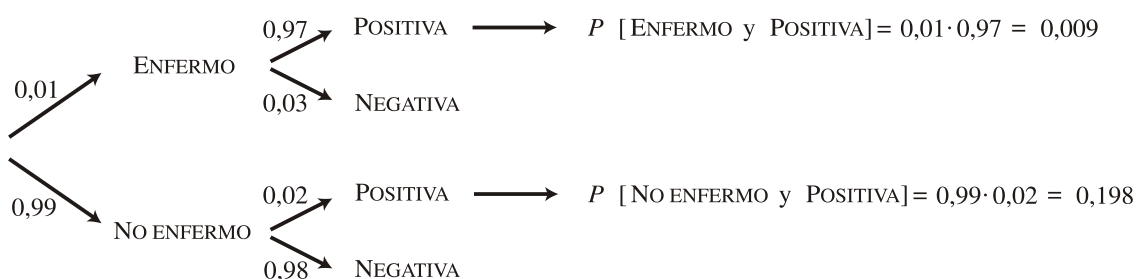 0,97 POSITIVA P [ENFERMO y POSITIVA] = 0,01·0,97 = 0,009
ENFERMO
0,01
0,03 NEGATIVA
0,99
0,02 POSITIVA P [NO ENFERMO y POSITIVA] = 0,99·0,02 = 0,198
NO ENFERMO
0,98 NEGATIVA